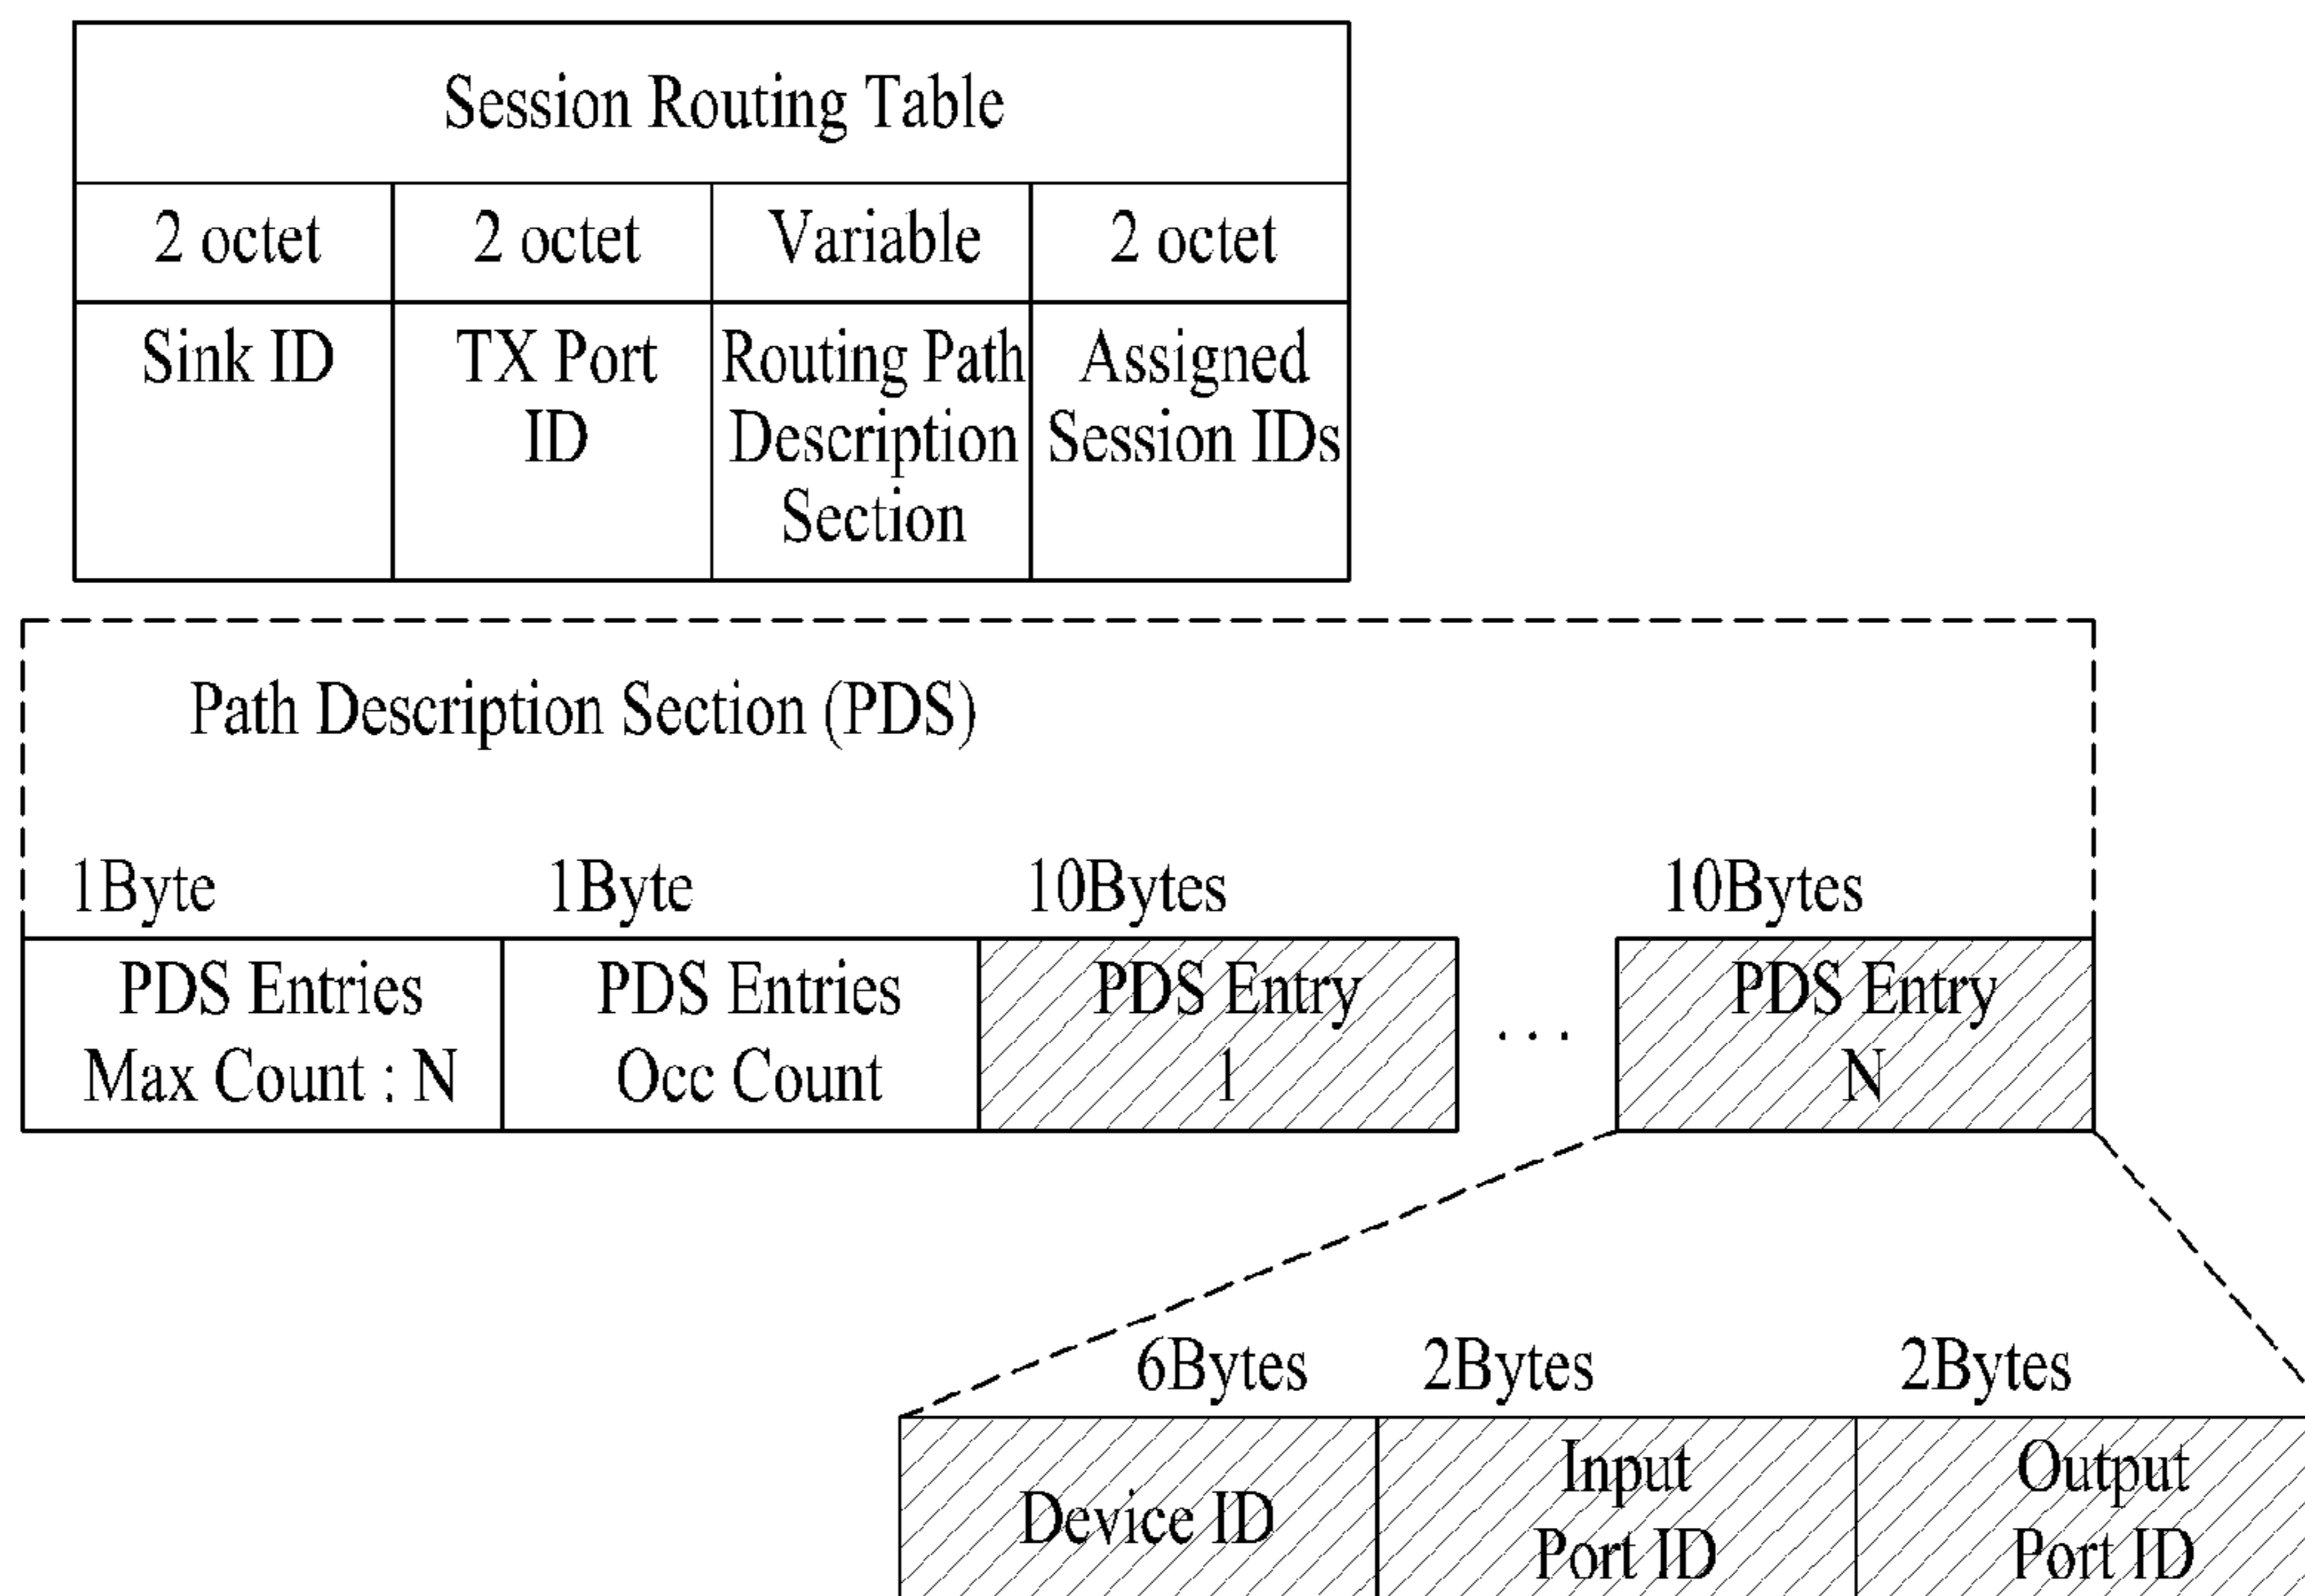 Session Routing Table
2 octet 2 octet Variable 2 octet
Sink ID TX Port Routing Path Assigned
ID Description Session IDs
Section
Path Description Section (PDS)
1Byte 1Byte 10Bytes 10Bytes
PDS Entries PDS Entries PDS Entry PDS Entry
Max Count : N Occ Count 1 ... N
6Bytes 2Bytes 2Bytes
Input Output
Device ID
Port ID Port ID